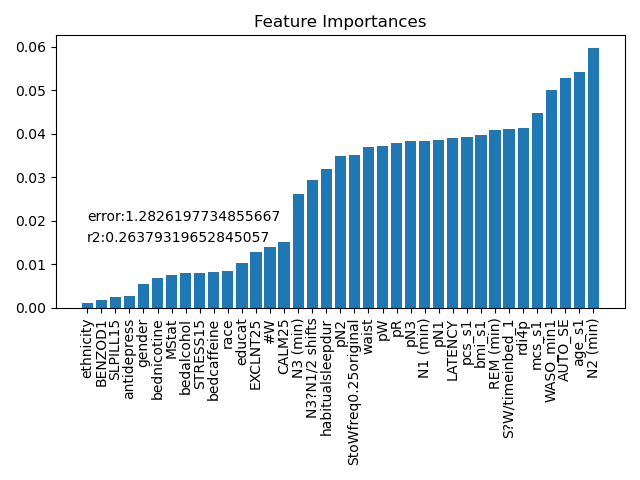 Feature Importances
0.06
0.05
0.04
0.03
0.02
0.01
0.00
error:1.2826197734855667
r2:0.26379319652845057
ethnicity
BENZOD1
SLPILL15
antidepress
gender
bednicotine
MStat
bedalcohol
STRESS15
bedcaffeine
race
educat
EXCLNT25
#W
CALM25
N3 (min)
N3?N1/2 shifts
habitualsleepdur
pN2
StoWfreq0.25original
waist
pW
pR
pN3
N1 (min)
pN1
LATENCY
pcs_s1
bmi_s1
REM (min)
S?W/timeinbed_1
rdi4p
mcs_s1
WASO_min1
AUTO_SE
age_s1
N2 (min)